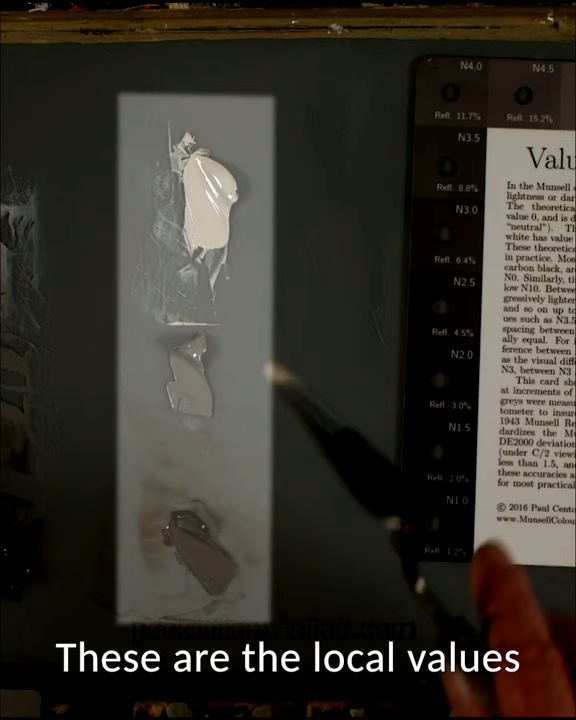 N4.0
N4.5
Refl. 11.7%
Refl. 15.2%
N3.5
Refl. 8.8%
N3.0
Refl. 6.4%
N2.5
Refl. 4.5%
N2.0
Refl. 3.0%
N1.5
Refl. 2.0%
N1.0
Refl. 1.2%
Valu
In the Munsell
lightness or dar
The theoretica
value 0, and is d
"neutral"). Th
white has value
These theoretica
in practice. Mos
carbon black, ar
N0. Similarly, ti
low N10. Betwe
gressively lighter
and so on up to
ues such as N3.5
spacing between
ally equal. For i
ference between
as the visual diff
N3, between N3
This card sh
at increments of
greys were measu
tometer to insur
1943 Munsell Re
dardizes the Mu
DE2000 deviation
(under C/2 view
less than 1.5, an
these accuracies a
for most practical
© 2016 Paul Cento
www.MunsellColou
These are the local values